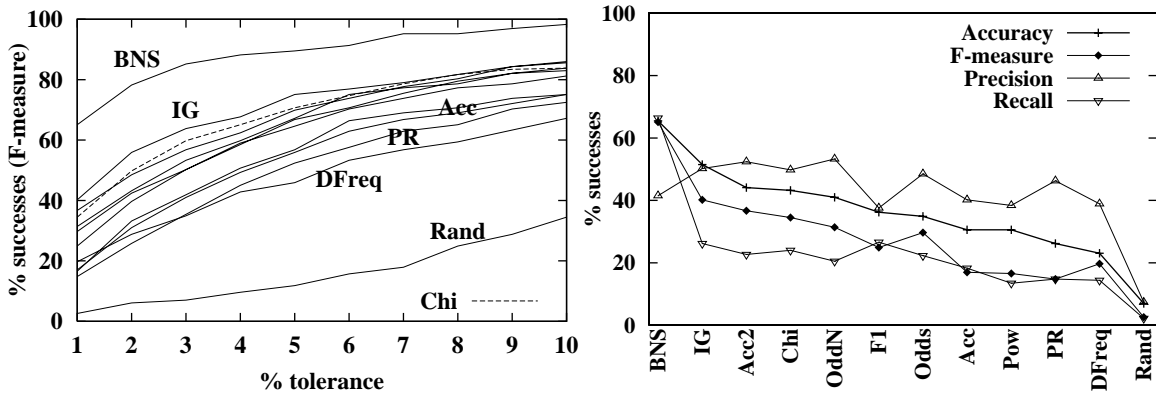 % successes (F-measure)
100
80
60
40
20
0
BNS
IG
Acc
PR
DFreq
Rand
Chi
1 2 3 4 5 6 7 8 9 10
% tolerance
% successes
100
80
60
40
20
0
Accuracy
F-measure
Precision
Recall
BNS
IG
Acc2
Chi
OddN
F1
Odds
Acc
Pow
PR
DFreq
Rand